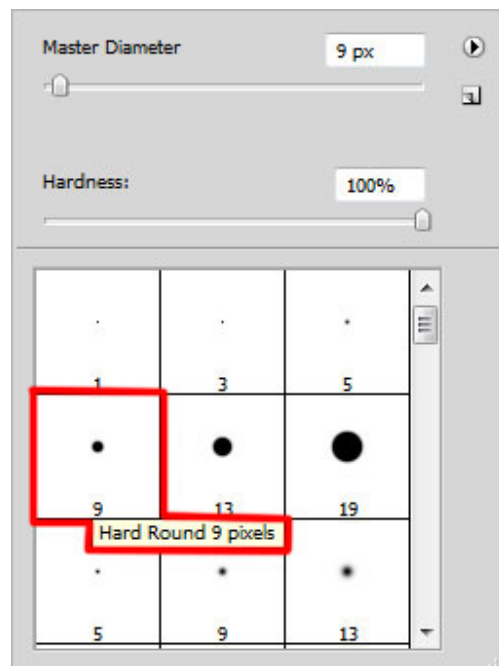 Master Diameter 9 px
Hardness: 100%
1 3 5
9 13 19
Hard Round 9 pixels
5 9 13